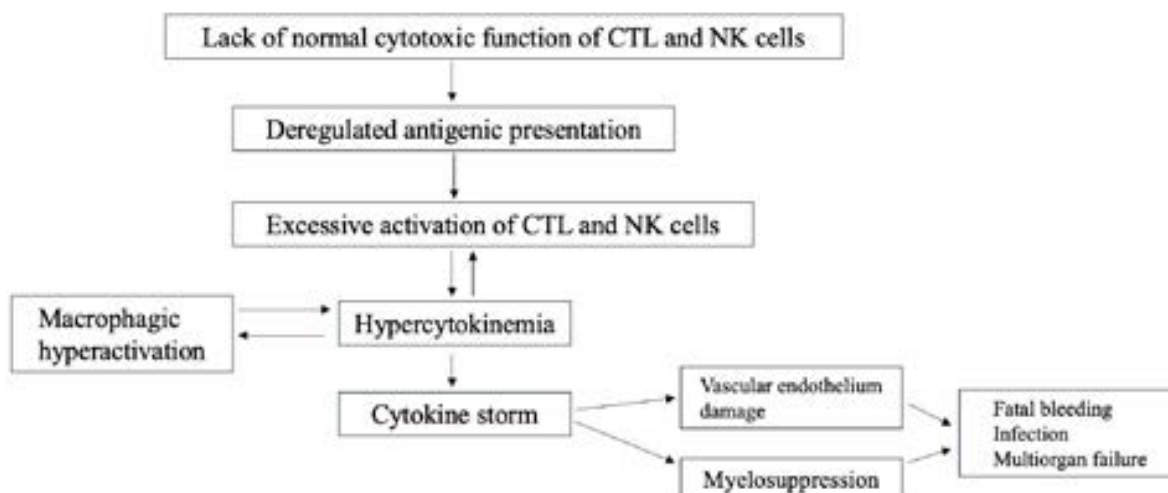 Lack of normal cytotoxic function of CTL and NK cells
Deregulated antigenic presentation
Excessive activation of CTL and NK cells
Macrophagic
hyperactivation
Hypercytokinemia
Cytokine storm
Vascular endothelium
damage
Myelosuppression
Fatal bleeding
Infection
Multiorgan failure